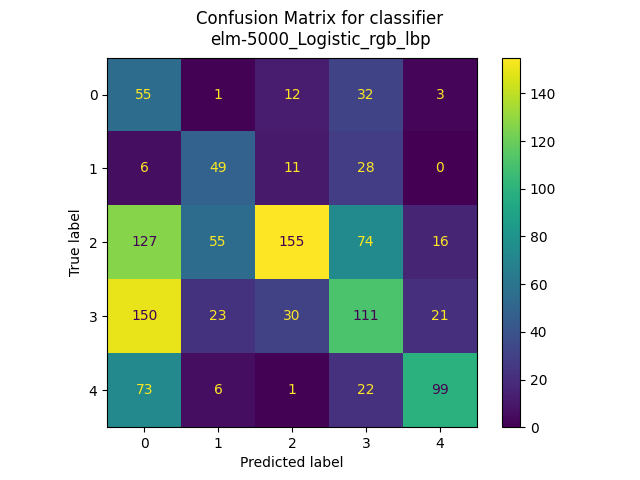 Confusion Matrix for classifier
elm-5000_Logistic_rgb_lbp
True label
0 55 1 12 32 3
1 6 49 11 28 0
2 127 55 155 74 16
3 150 23 30 111 21
4 73 6 1 22 99
0 1 2 3 4
Predicted label
140
120
100
80
60
40
20
0